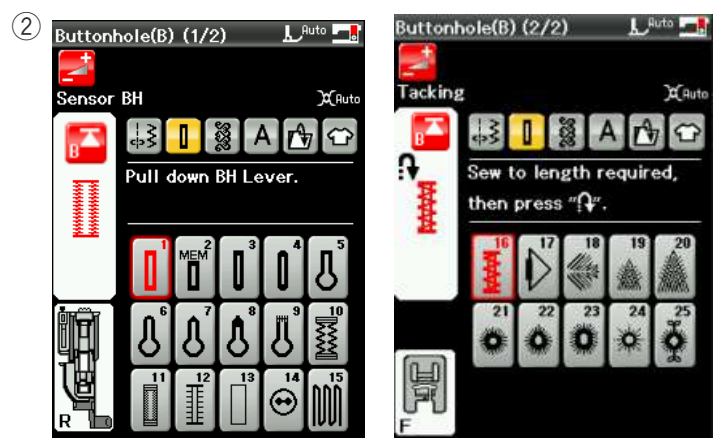 ②
Buttonhole(B) (1/2)
Auto
Sensor BH
Auto
B
A
Pull down BH Lever.
1
MEM 2
3
4
5
6
7
8
9
10
11
12
13
14
15
R
Buttonhole(B) (2/2)
Auto
Tacking
Auto
B
A
Sew to length required,
then press "".
16
17
18
19
20
21
22
23
24
25
F